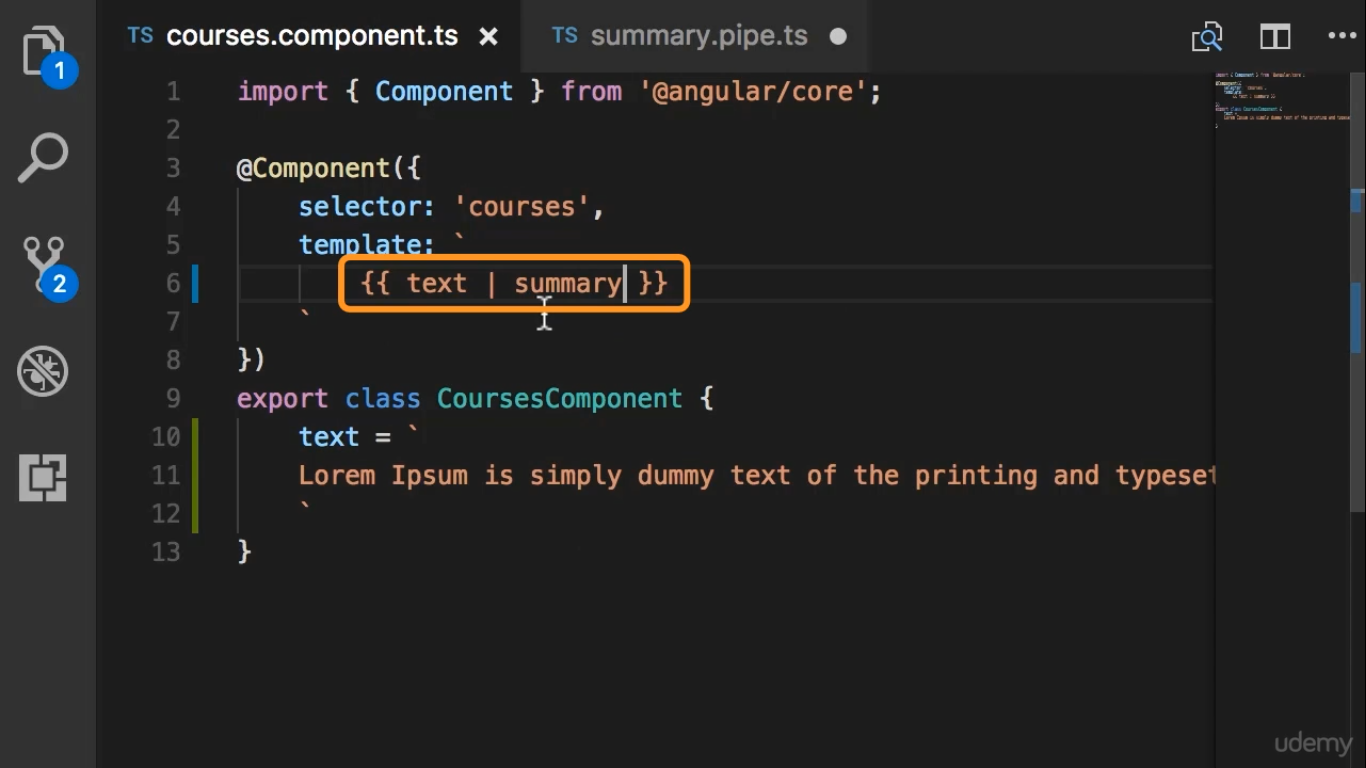 TS courses.component.ts × TS summary.pipe.ts
1
1 import { Component } from '@angular/core';
2
3 @Component({
4 selector: 'courses',
5 template: `
6 {{ text | summary }}
2
7 `
8 })
9 export class CoursesComponent {
10 text = `
11 Lorem Ipsum is simply dummy text of the printing and typeset
12 `
13 }
udemy